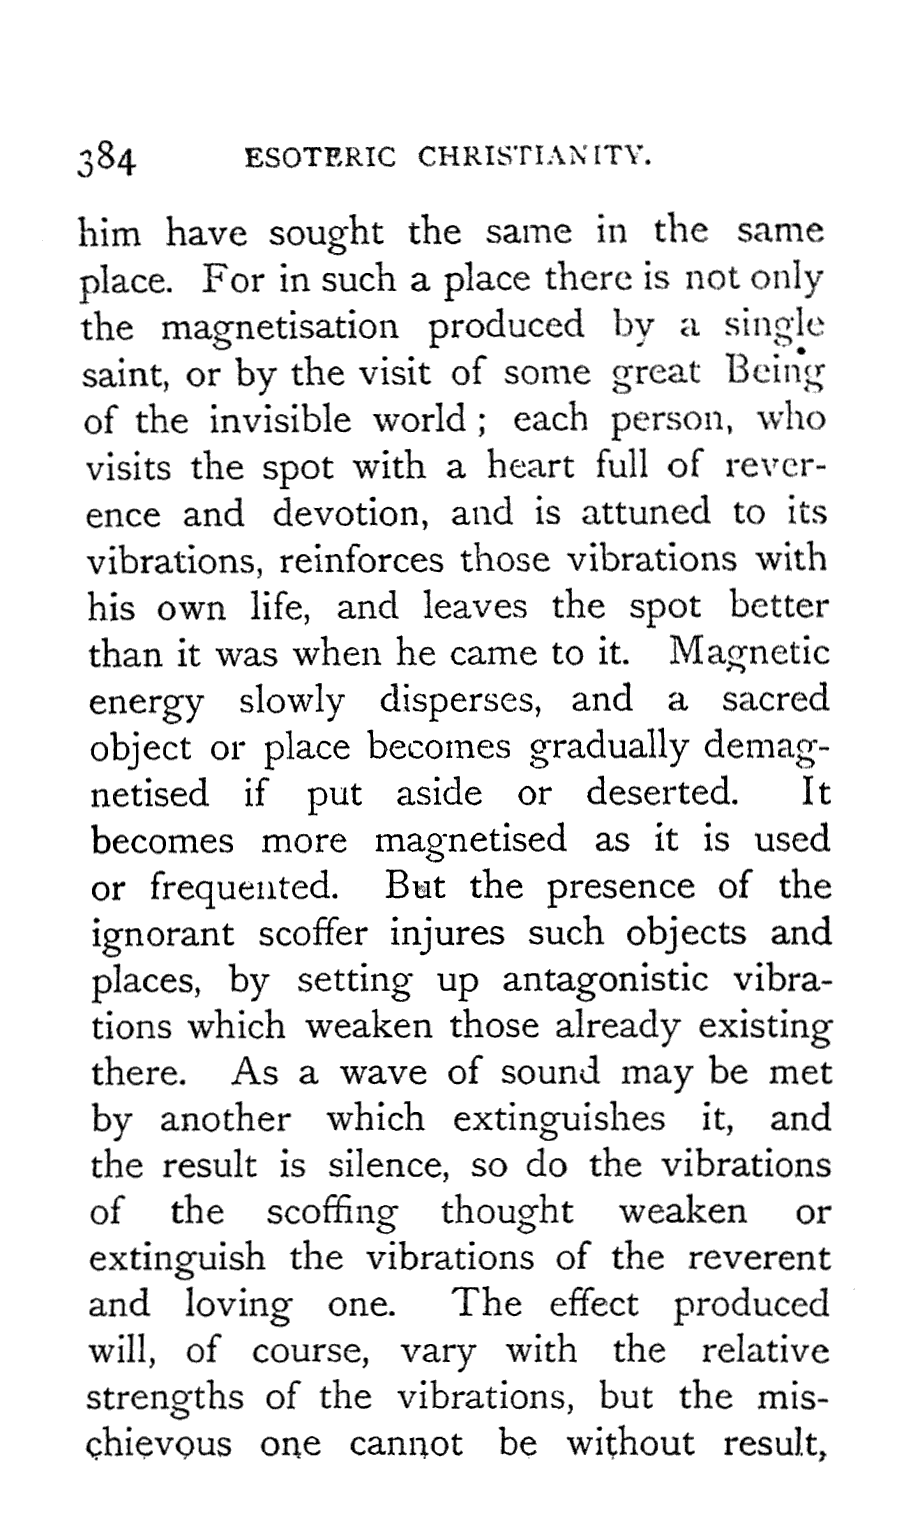 384 ESOTERIC CHRISTIANITY.
him have sought the same in the same
place. For in such a place there is not only
the magnetisation produced by a single
saint, or by the visit of some great Being
of the invisible world ; each person, who
visits the spot with a heart full of rever-
ence and devotion, and is attuned to its
vibrations, reinforces those vibrations with
his own life, and leaves the spot better
than it was when he came to it. Magnetic
energy slowly disperses, and a sacred
object or place becomes gradually demag-
netised if put aside or deserted. It
becomes more magnetised as it is used
or frequented. But the presence of the
ignorant scoffer injures such objects and
places, by setting up antagonistic vibra-
tions which weaken those already existing
there. As a wave of sound may be met
by another which extinguishes it, and
the result is silence, so do the vibrations
of the scoffing thought weaken or
extinguish the vibrations of the reverent
and loving one. The effect produced
will, of course, vary with the relative
strengths of the vibrations, but the mis-
chievous one cannot be without result,